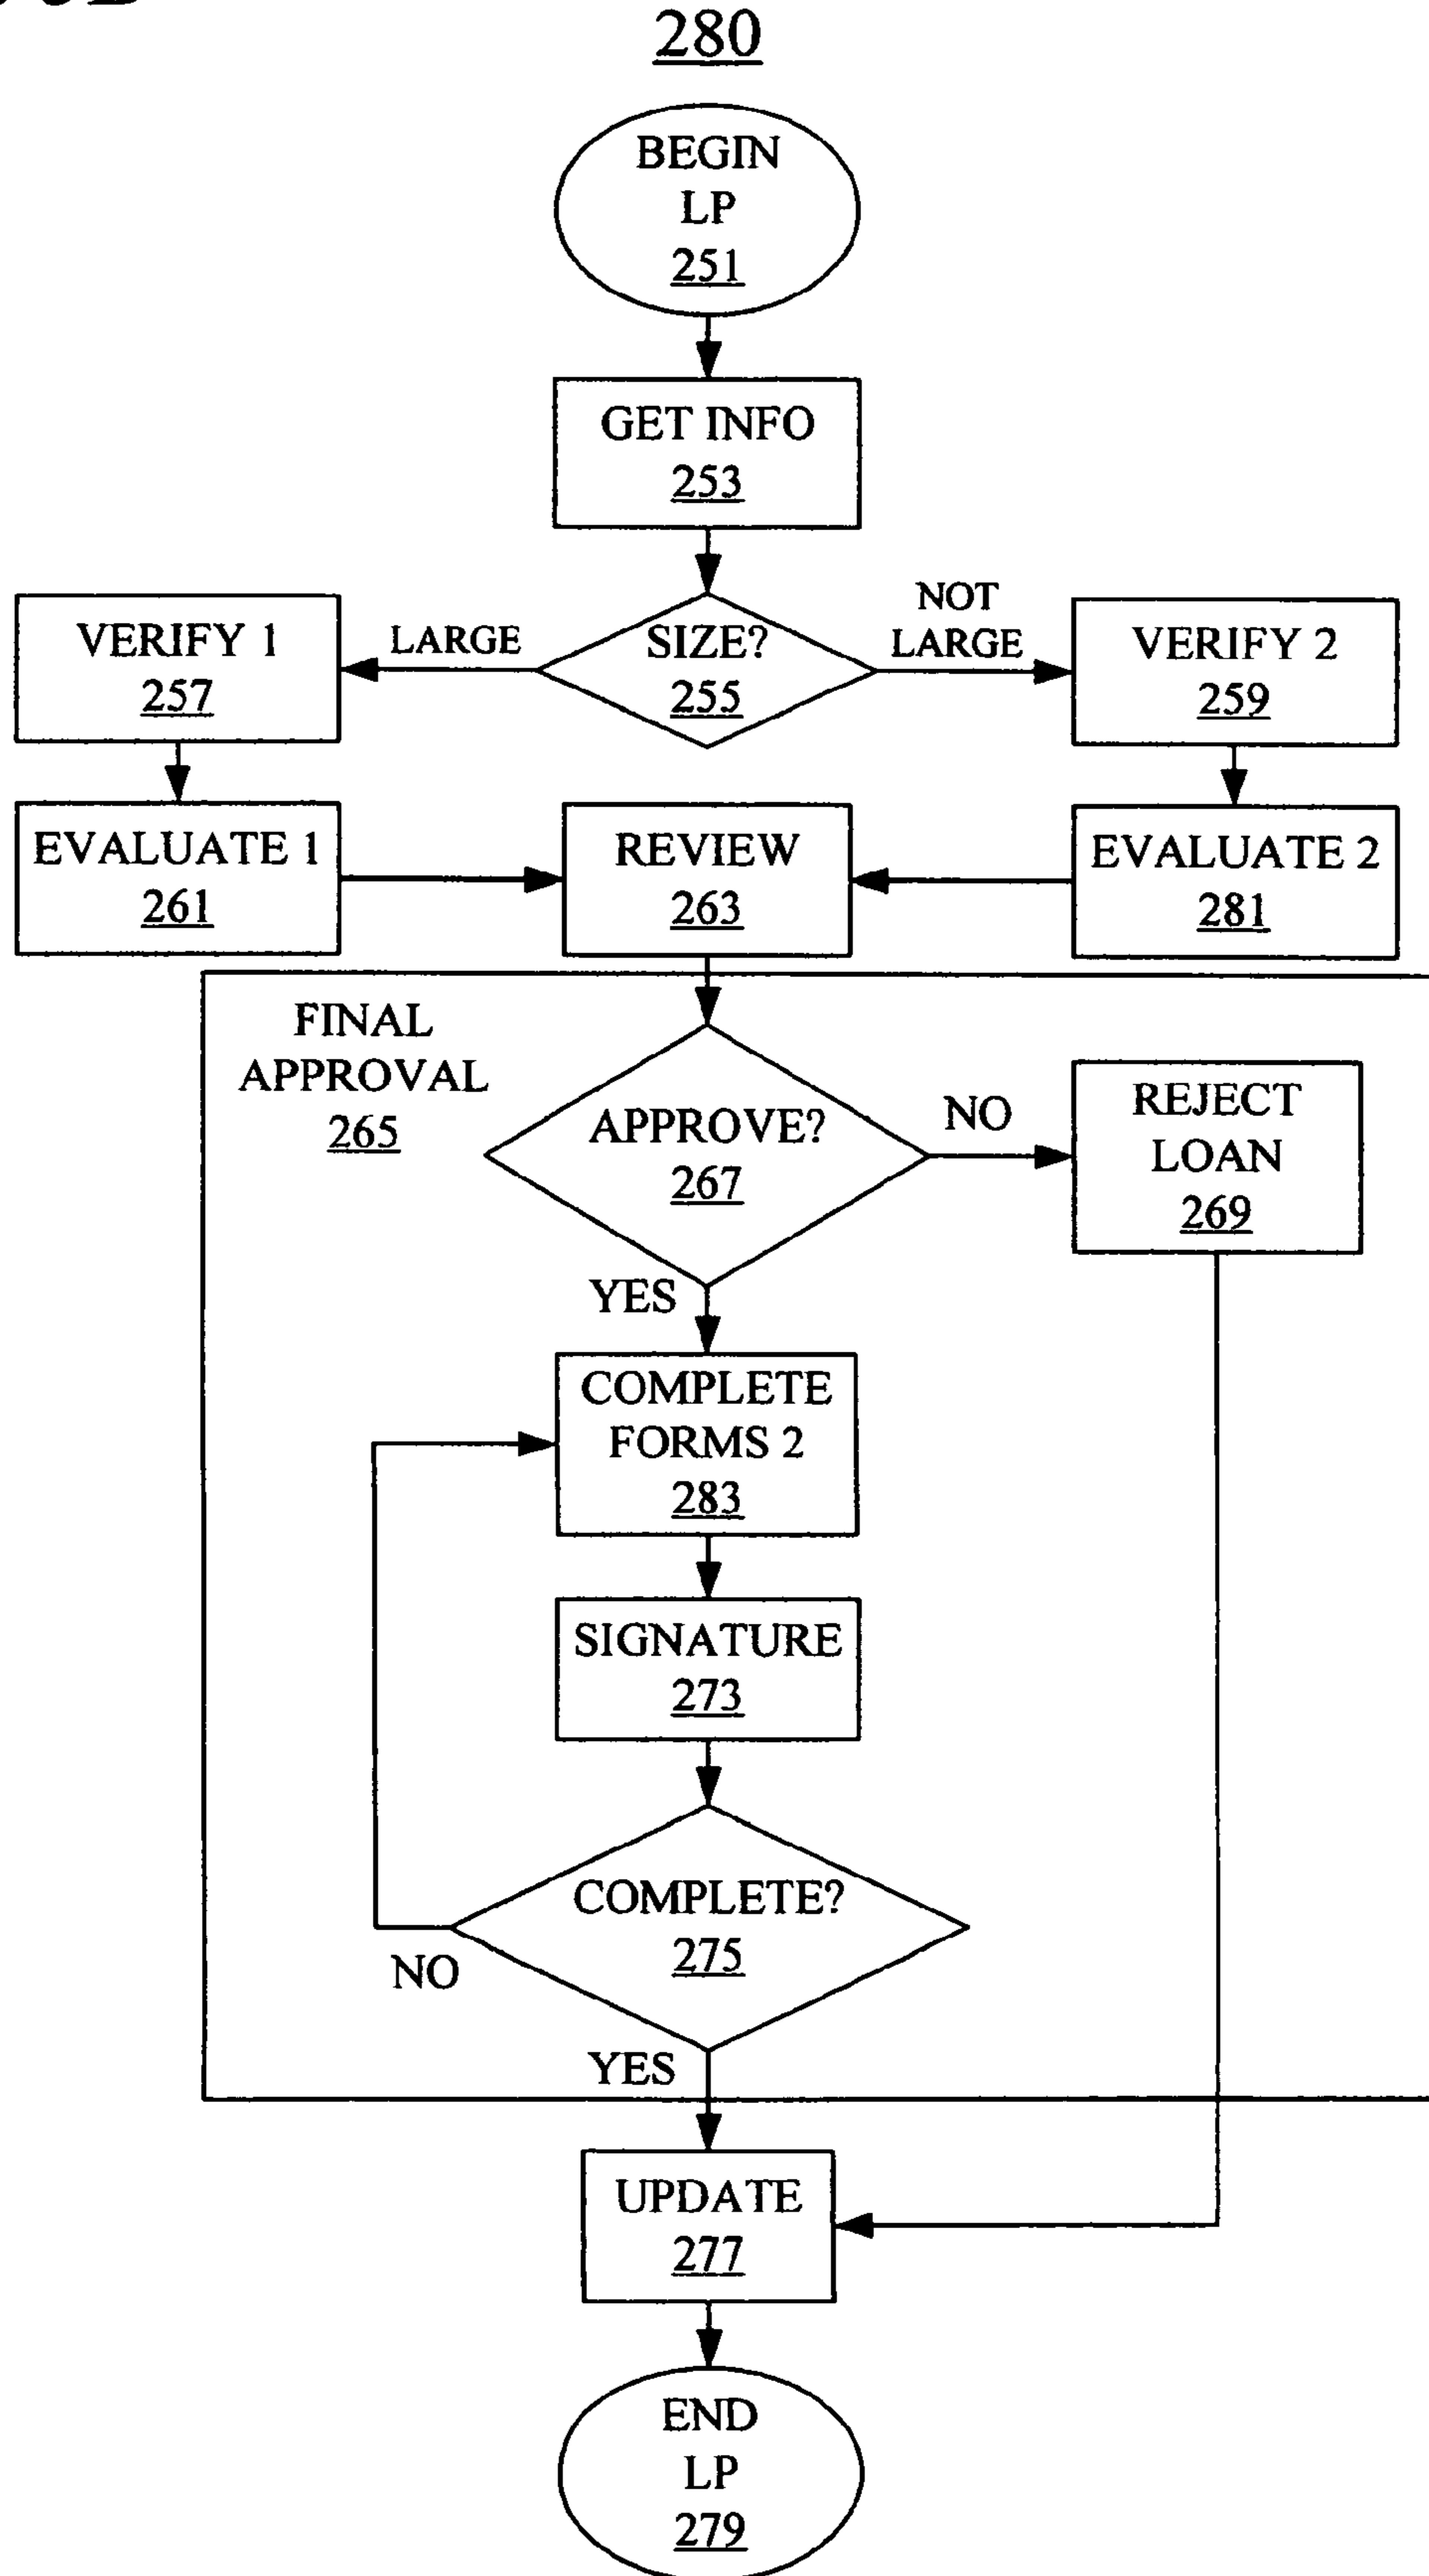 280
BEGIN
LP
251
GET INFO
253
SIZE?
255
LARGE
NOT
LARGE
VERIFY 1
257
VERIFY 2
259
EVALUATE 1
261
REVIEW
263
EVALUATE 2
281
FINAL
APPROVAL
265
APPROVE?
267
NO
REJECT
LOAN
269
YES
COMPLETE
FORMS 2
283
SIGNATURE
273
COMPLETE?
275
NO
YES
UPDATE
277
END
LP
279